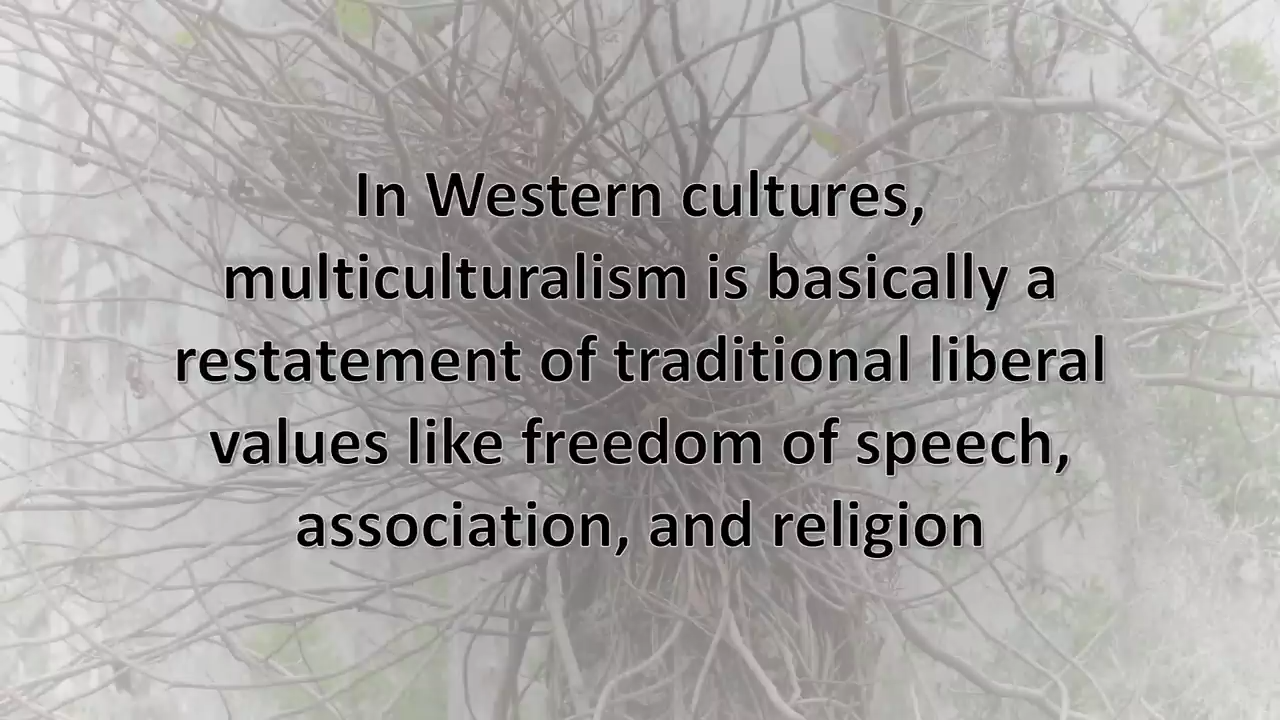 In Western cultures,
multiculturalism is basically a
restatement of traditional liberal
values like freedom of speech,
association, and religion